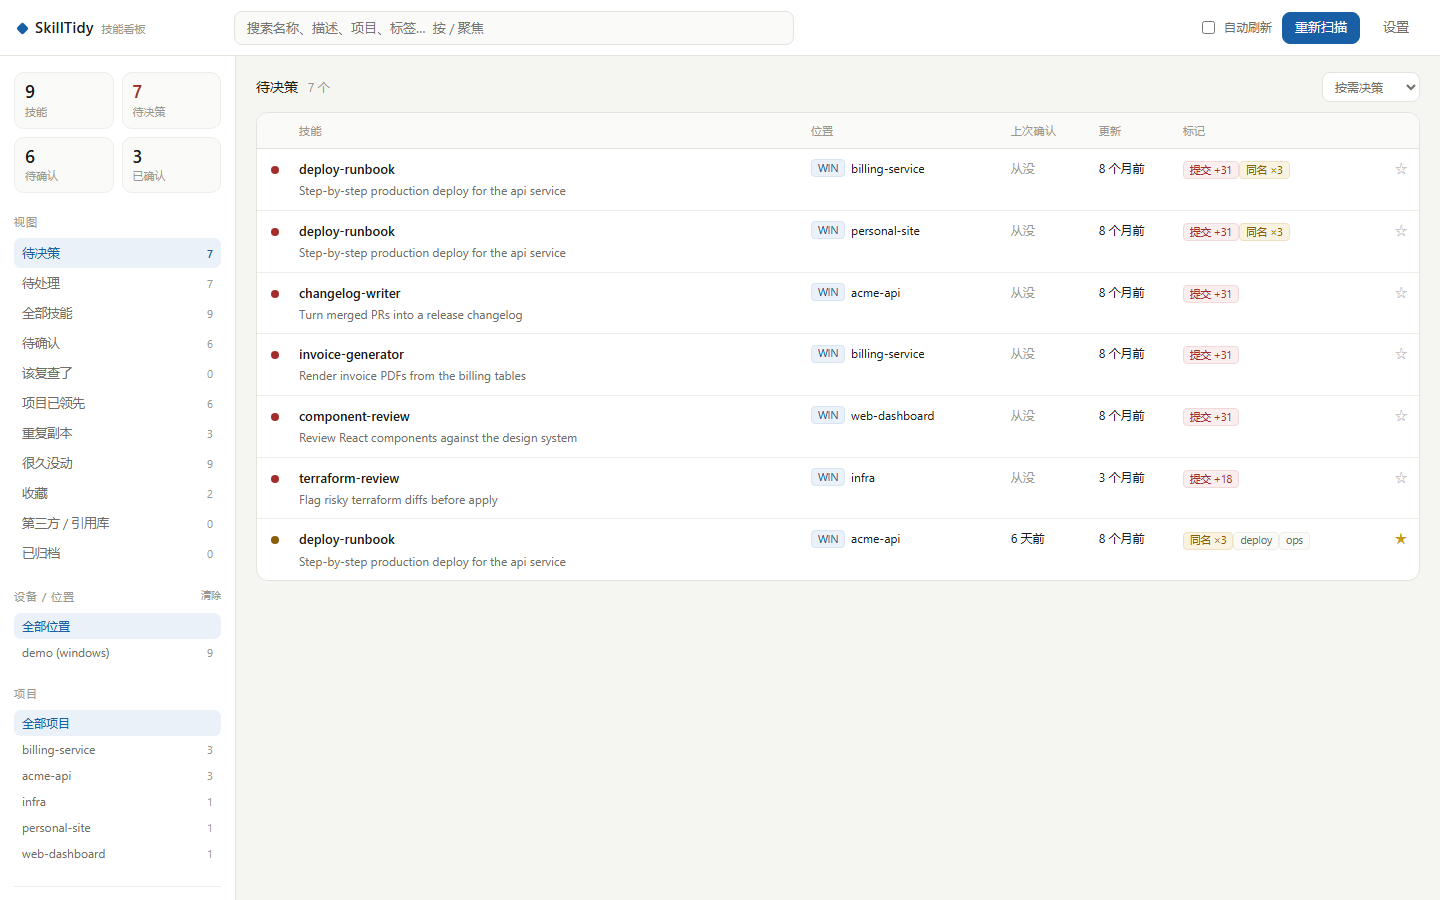 SkillTidy 技能看板
搜索名称、描述、项目、标签... 按 / 聚焦
自动刷新
重新扫描
设置
9
技能
7
待决策
6
待确认
3
已确认
视图
待决策 7
待处理 7
全部技能 9
待确认 6
该复查了 0
项目已领先 6
重复副本 3
很久没动 9
收藏 2
第三方 / 引用库 0
已归档 0
设备 / 位置 清除
全部位置
demo (windows) 9
项目
全部项目
billing-service 3
acme-api 3
infra 1
personal-site 1
web-dashboard 1
待决策 7 个
按需决策
技能 位置 上次确认 更新 标记
deploy-runbook WIN billing-service 从没 8 个月前 提交 +31 同名 ×3
Step-by-step production deploy for the api service
deploy-runbook WIN personal-site 从没 8 个月前 提交 +31 同名 ×3
Step-by-step production deploy for the api service
changelog-writer WIN acme-api 从没 8 个月前 提交 +31
Turn merged PRs into a release changelog
invoice-generator WIN billing-service 从没 8 个月前 提交 +31
Render invoice PDFs from the billing tables
component-review WIN web-dashboard 从没 8 个月前 提交 +31
Review React components against the design system
terraform-review WIN infra 从没 3 个月前 提交 +18
Flag risky terraform diffs before apply
deploy-runbook WIN acme-api 6 天前 8 个月前 同名 ×3 deploy ops
Step-by-step production deploy for the api service